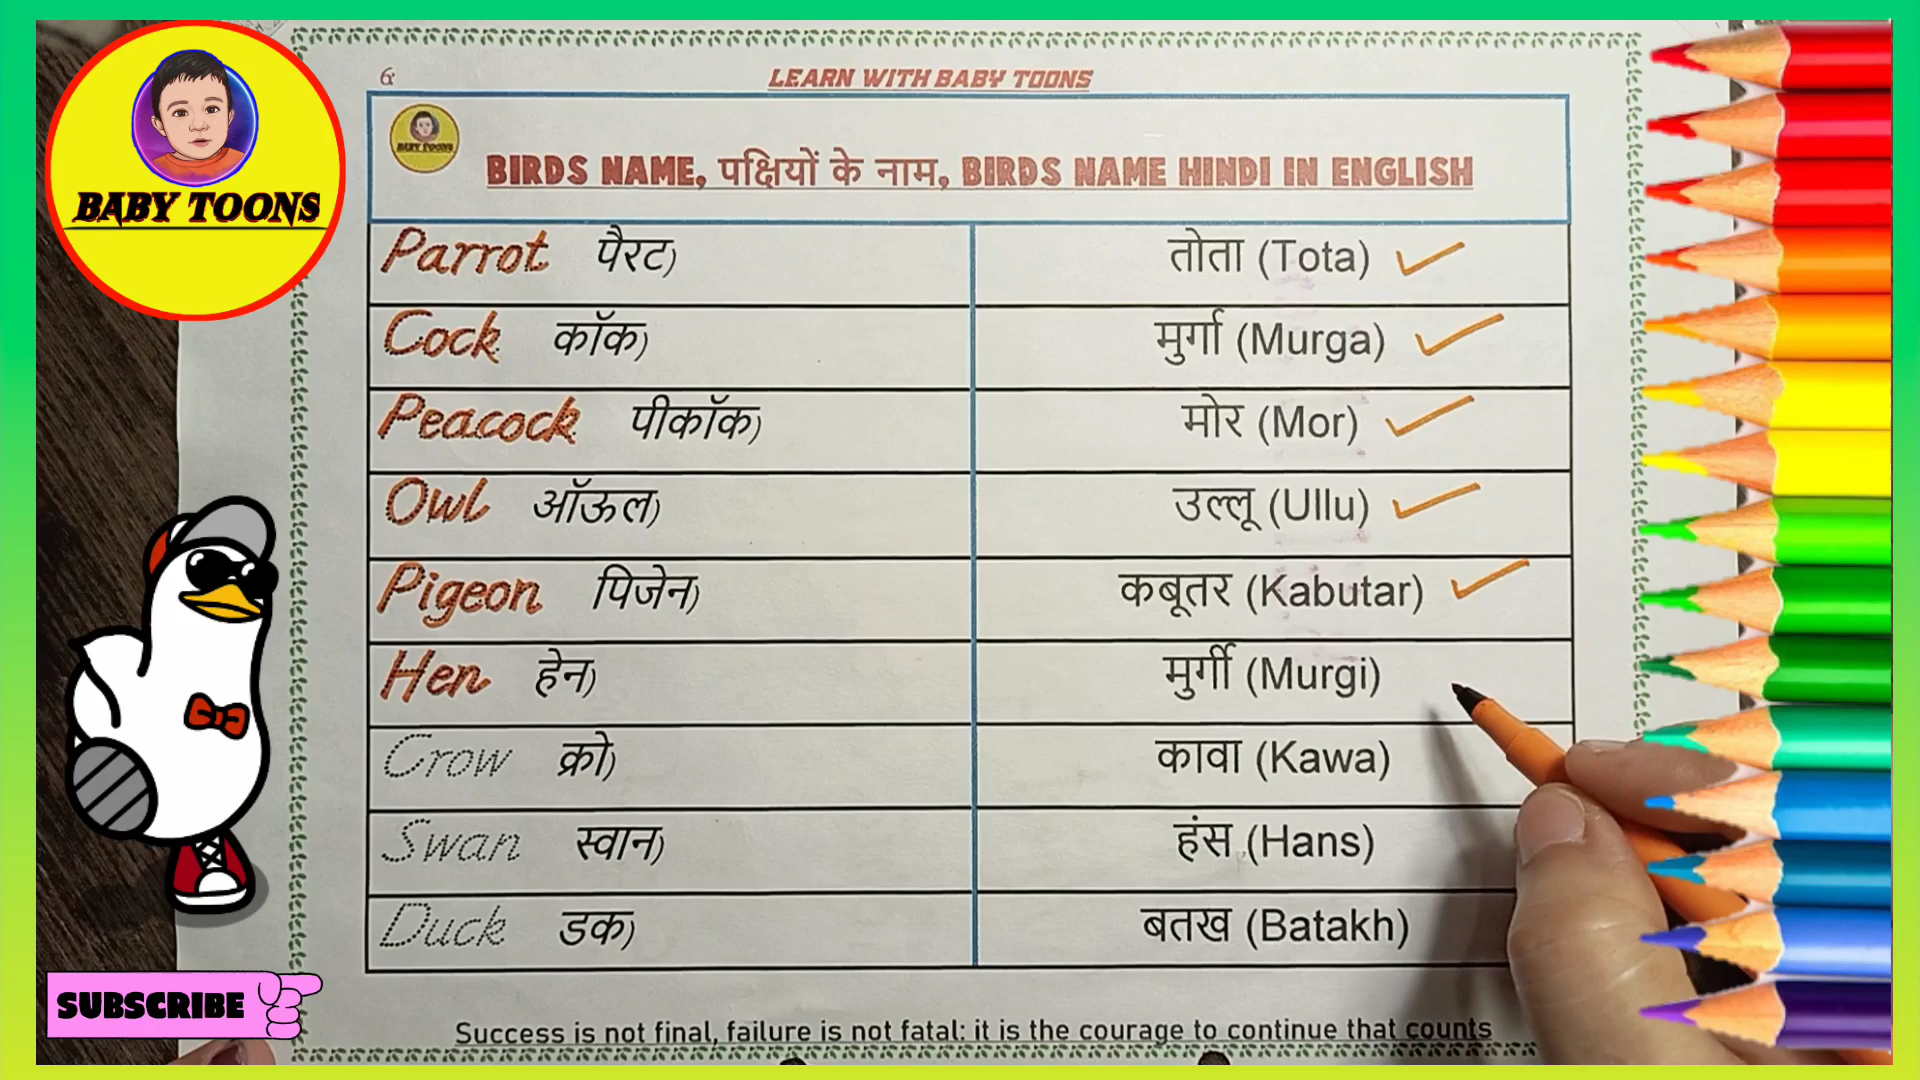 BABY TOONS
6
LEARN WITH BABY TOONS
BABY TOONS
BIRDS NAME, पक्षियों के नाम, BIRDS NAME HINDI IN ENGLISH
Parrot पैरट) तोता (Tota)
Cock कॉक) मुर्गा (Murga)
Peacock पीकॉक) मोर (Mor)
Owl ऑऊल) उल्लू (Ullu)
Pigeon पिजेन) कबूतर (Kabutar)
Hen हेन) मुर्गी (Murgi)
Crow क्रो) कावा (Kawa)
Swan स्वान) हंस (Hans)
Duck डक) बतख (Batakh)
SUBSCRIBE
Success is not final, failure is not fatal: it is the courage to continue that counts